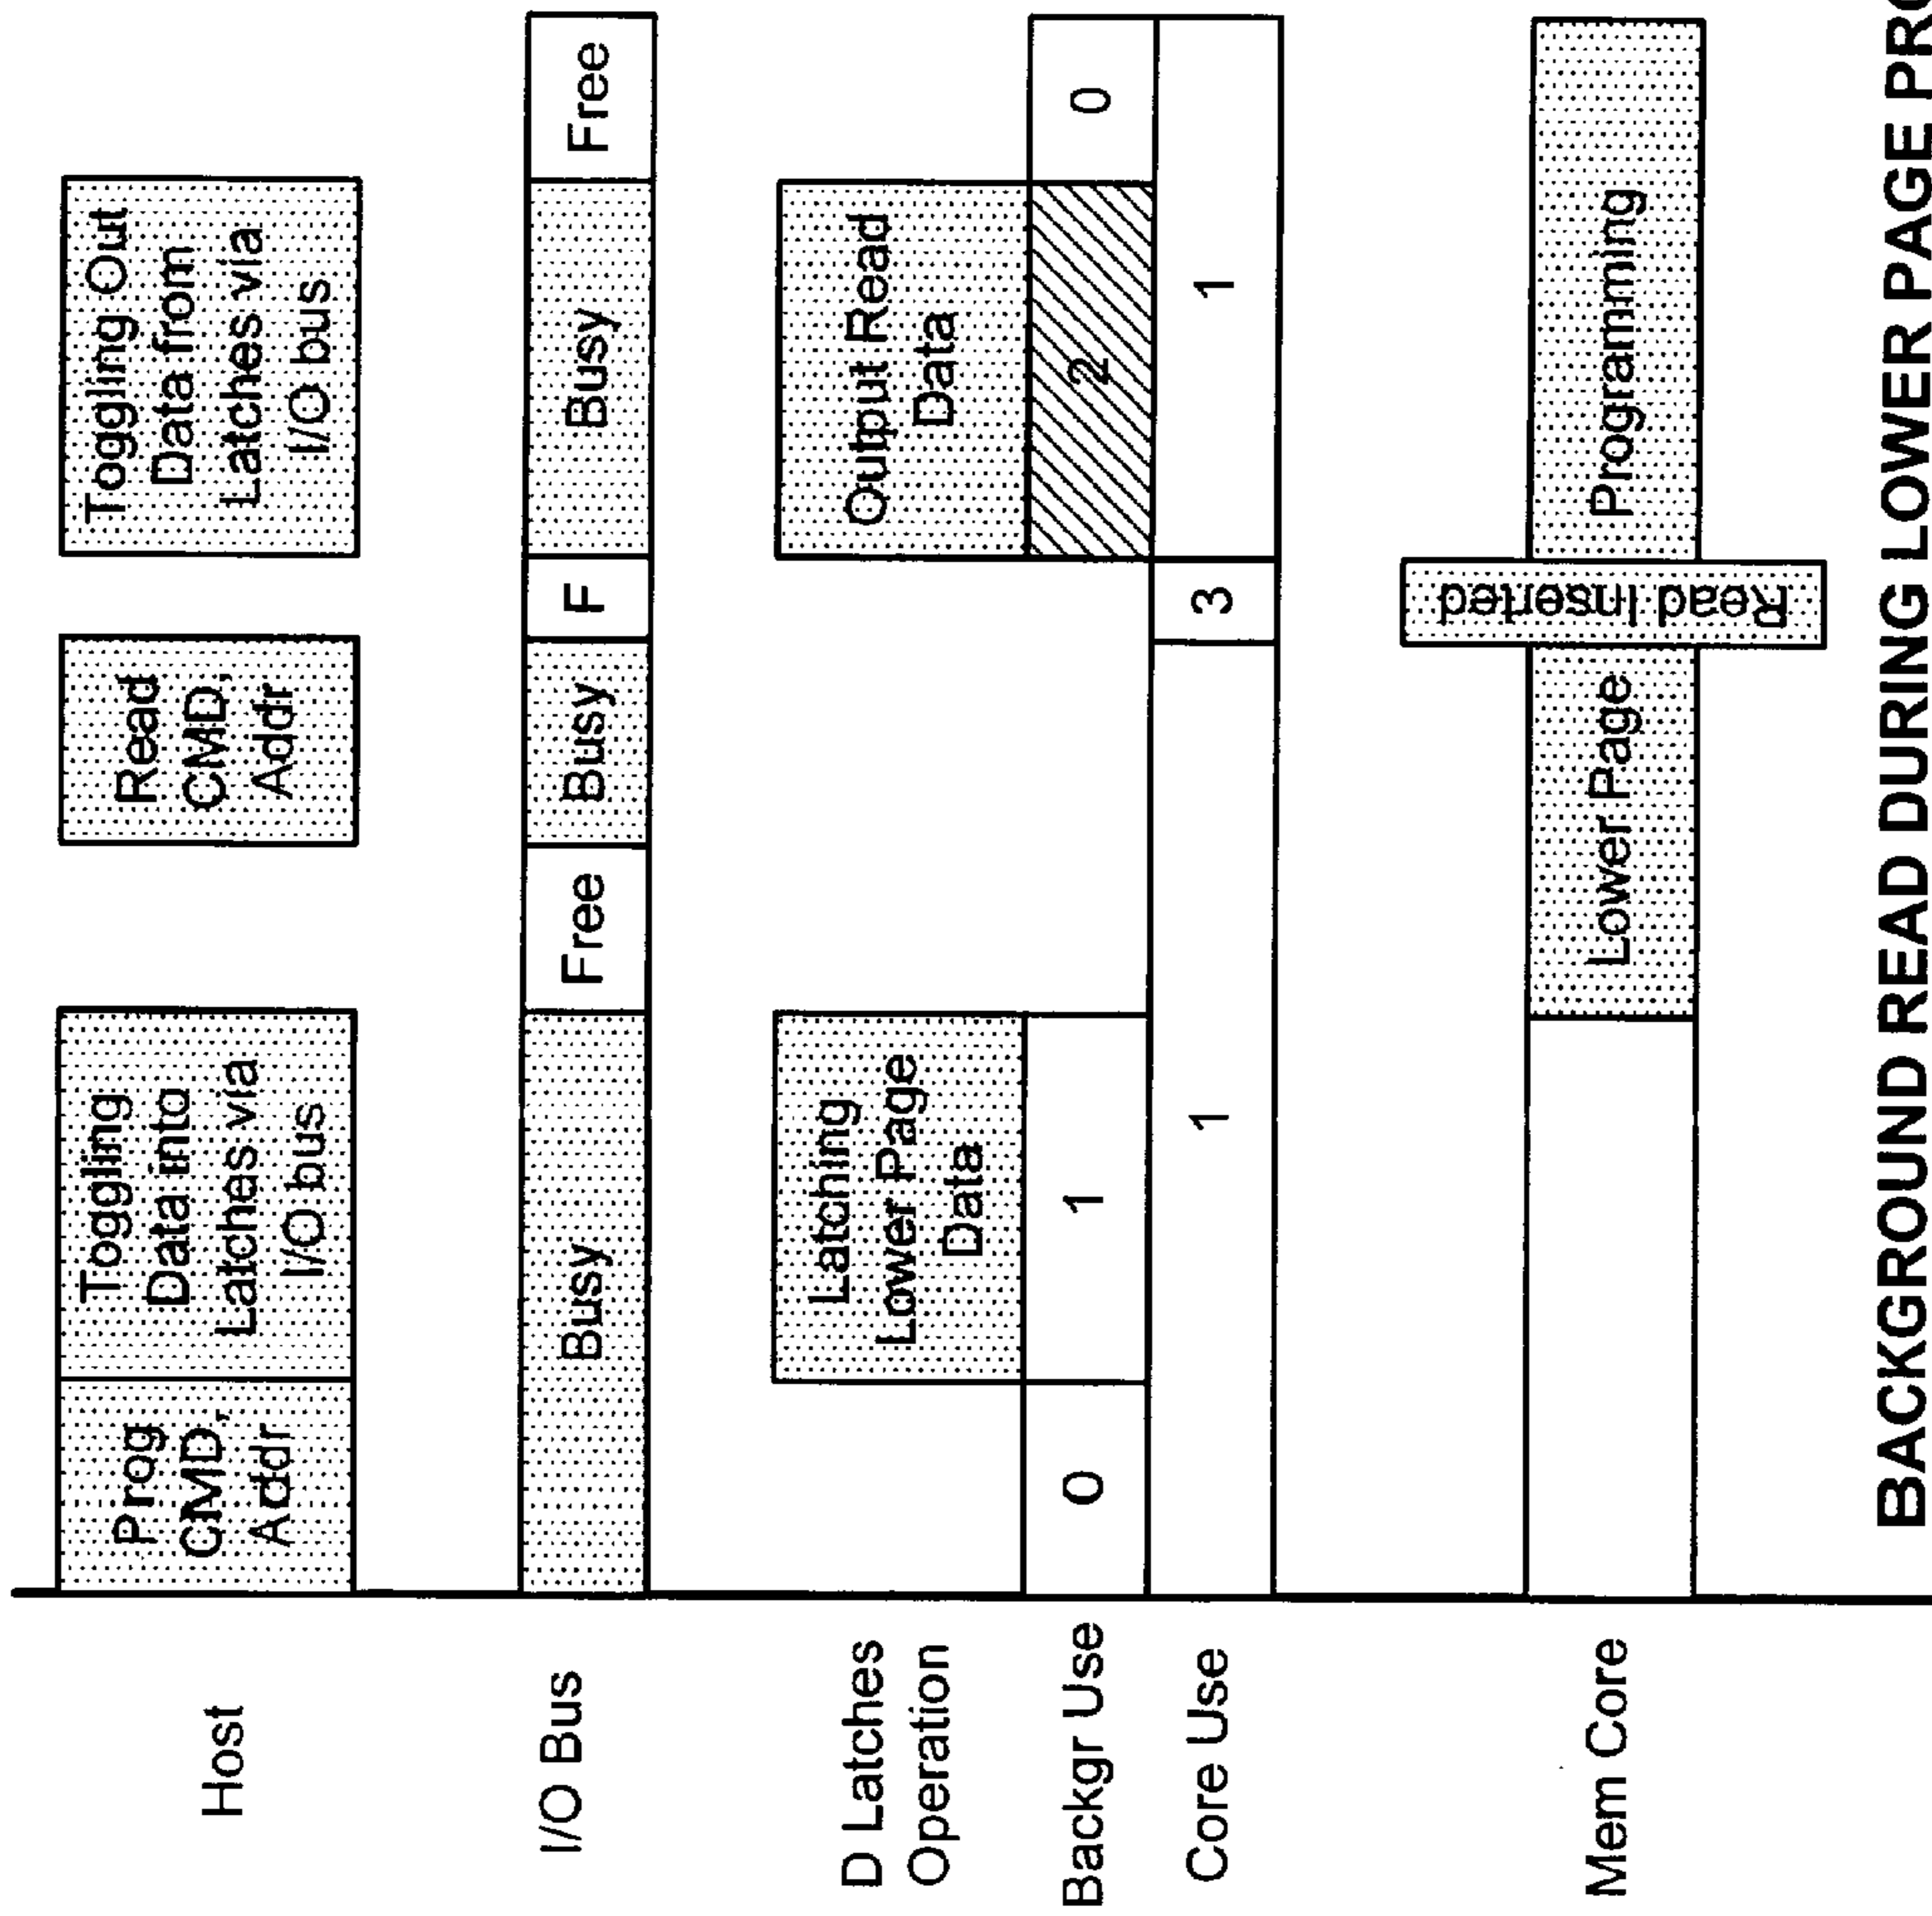 Host
Prog
CMD,
Addr
Toggling
Data into
Latches via
I/O bus
Read
CMD,
Addr
Toggling Out
Data from
Latches via
I/O bus
I/O Bus
Busy
Free
Busy
F
Busy
Free
D Latches
Operation
Latching
Lower Page
Data
Output Read
Data
Backgr Use
0
1
2
0
Core Use
1
3
1
Mem Core
Lower Page
Read Inserted
Programming
BACKGROUND READ DURING LOWER PAGE PRO